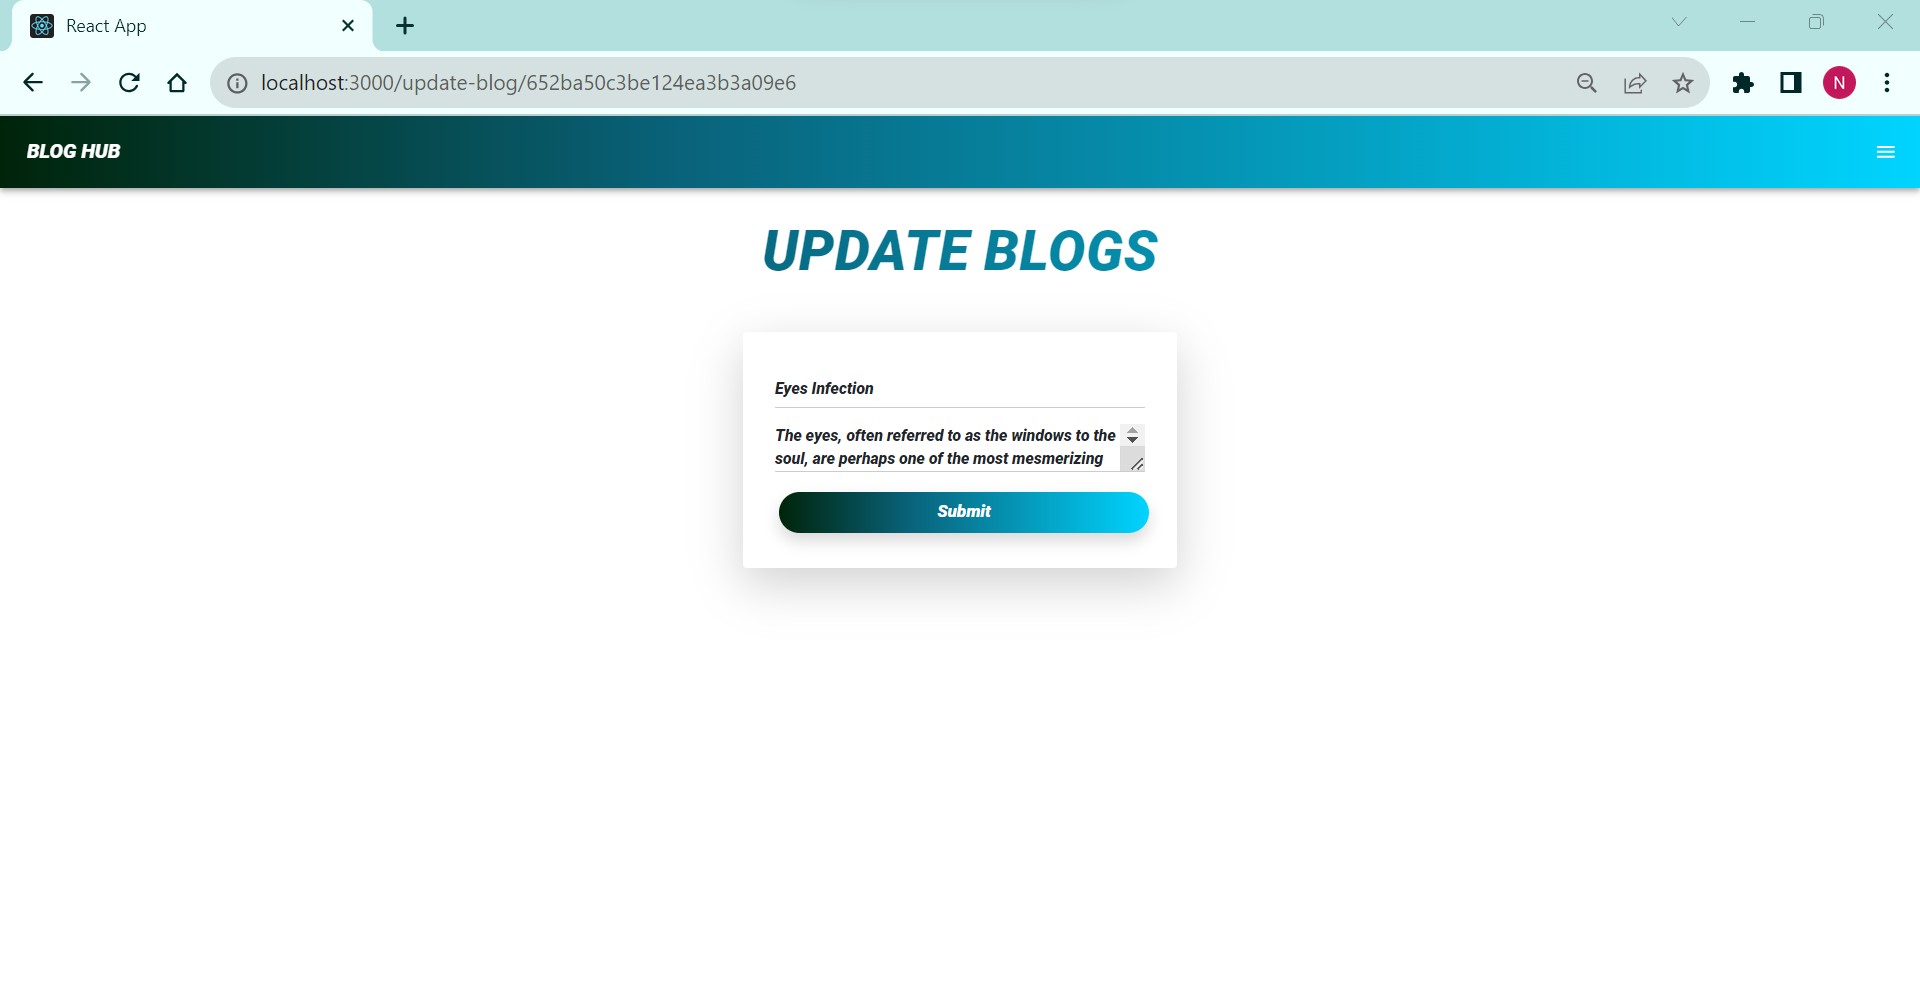 React App
localhost:3000/update-blog/652ba50c3be124ea3b3a09e6
N
BLOG HUB
UPDATE BLOGS
Eyes Infection
The eyes, often referred to as the windows to the
soul, are perhaps one of the most mesmerizing
Submit